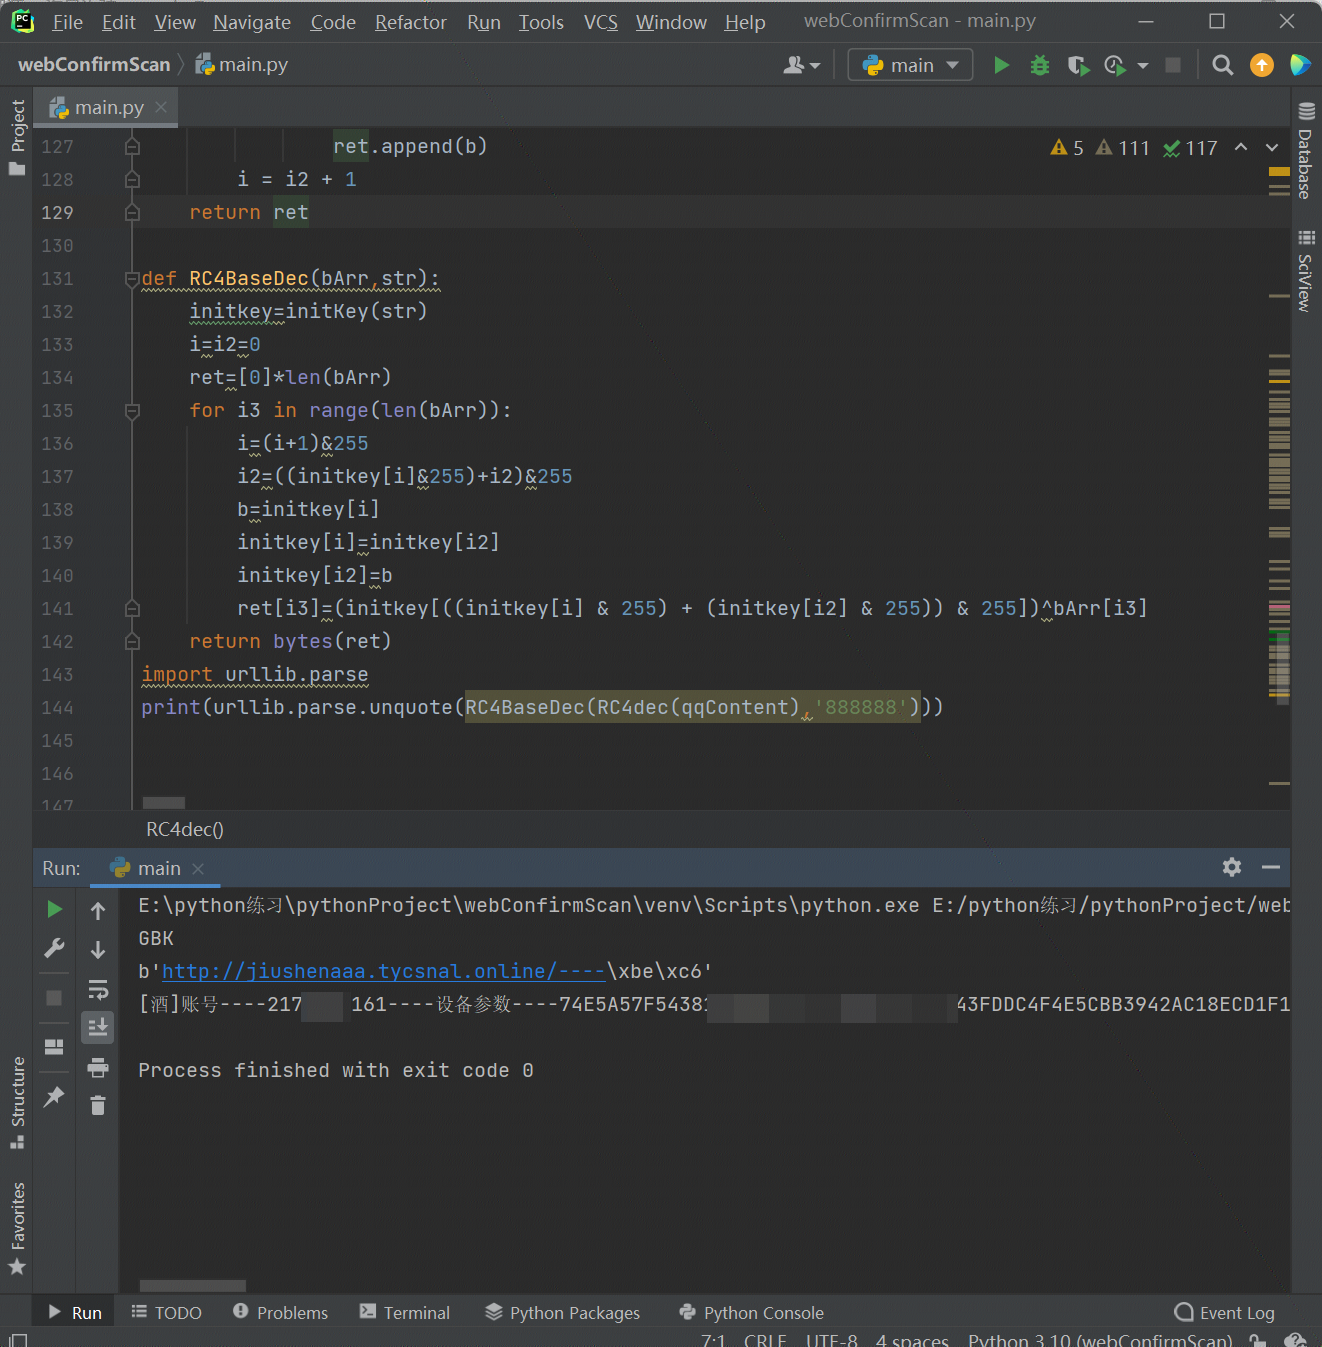 File Edit View Navigate Code Refactor Run Tools VCS Window Help webConfirmScan - main.py
webConfirmScan main.py main
Project
main.py
Database
SciView
5 111 117
127 ret.append(b)
128 i = i2 + 1
129 return ret
130
131 def RC4BaseDec(bArr,str):
132 initkey=initKey(str)
133 i=i2=0
134 ret=[0]*len(bArr)
135 for i3 in range(len(bArr)):
136 i=(i+1)&255
137 i2=((initkey[i]&255)+i2)&255
138 b=initkey[i]
139 initkey[i]=initkey[i2]
140 initkey[i2]=b
141 ret[i3]=(initkey[((initkey[i] & 255) + (initkey[i2] & 255)) & 255])^bArr[i3]
142 return bytes(ret)
143 import urllib.parse
144 print(urllib.parse.unquote(RC4BaseDec(RC4dec(qqContent),'888888')))
145
146
147
RC4dec()
Run: main
E:\python练习\pythonProject\webConfirmScan\venv\Scripts\python.exe E:/python练习/pythonProject/web
GBK
b'http://jiushenaaa.tycsnal.online/----\xbe\xc6'
[酒]账号----217 161----设备参数----74E5A57F5438 43FDDC4F4E5CBB3942AC18ECD1F1
Process finished with exit code 0
Structure
Favorites
Run TODO Problems Terminal Python Packages Python Console Event Log
7:1 CRLF UTF-8 4 spaces Python 3.10 (webConfirmScan)